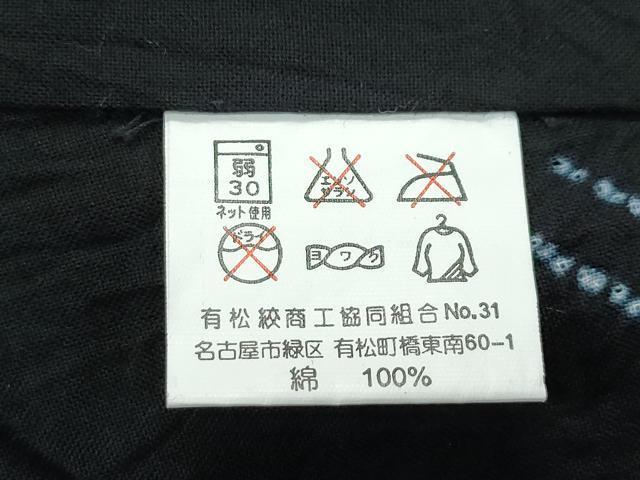 弱
30
ネット使用
エンソ
サラシ
ドライ
ヨワク
有松絞商工協同組合No.31
名古屋市緑区 有松町橋東南60-1
綿 100%